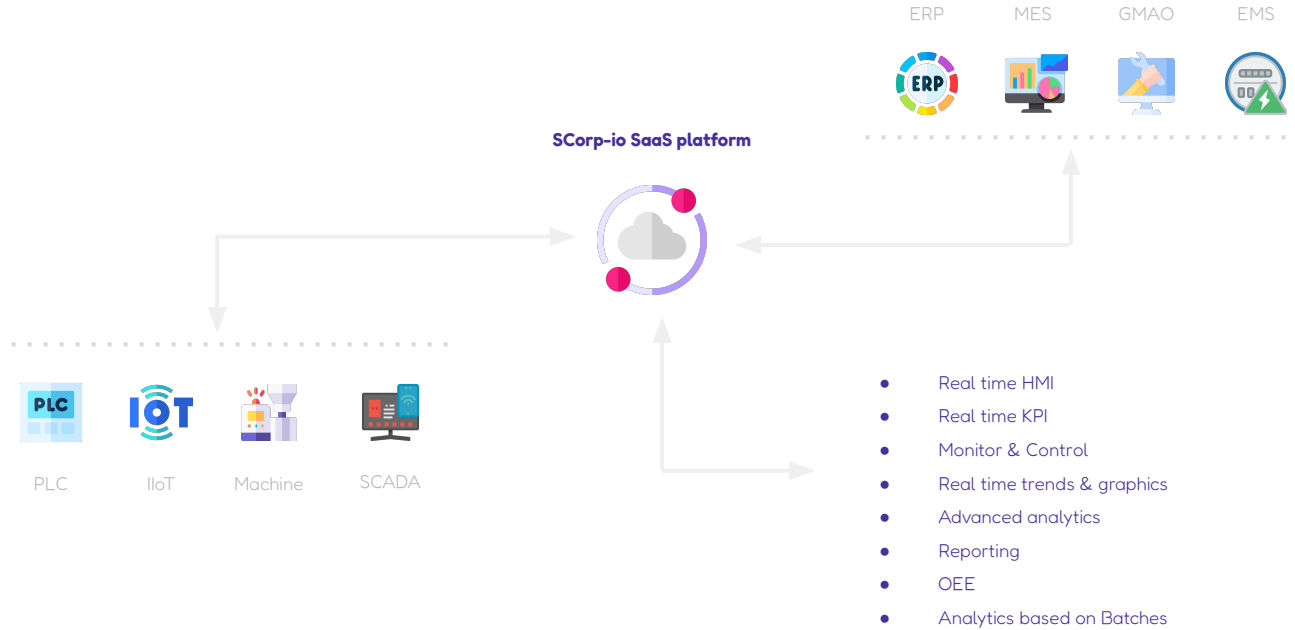 ERP MES GMAO EMS
ERP
SCorp-io SaaS platform
PLC
IOT
PLC IIoT Machine SCADA
● Real time HMI
● Real time KPI
● Monitor & Control
● Real time trends & graphics
● Advanced analytics
● Reporting
● OEE
● Analytics based on Batches